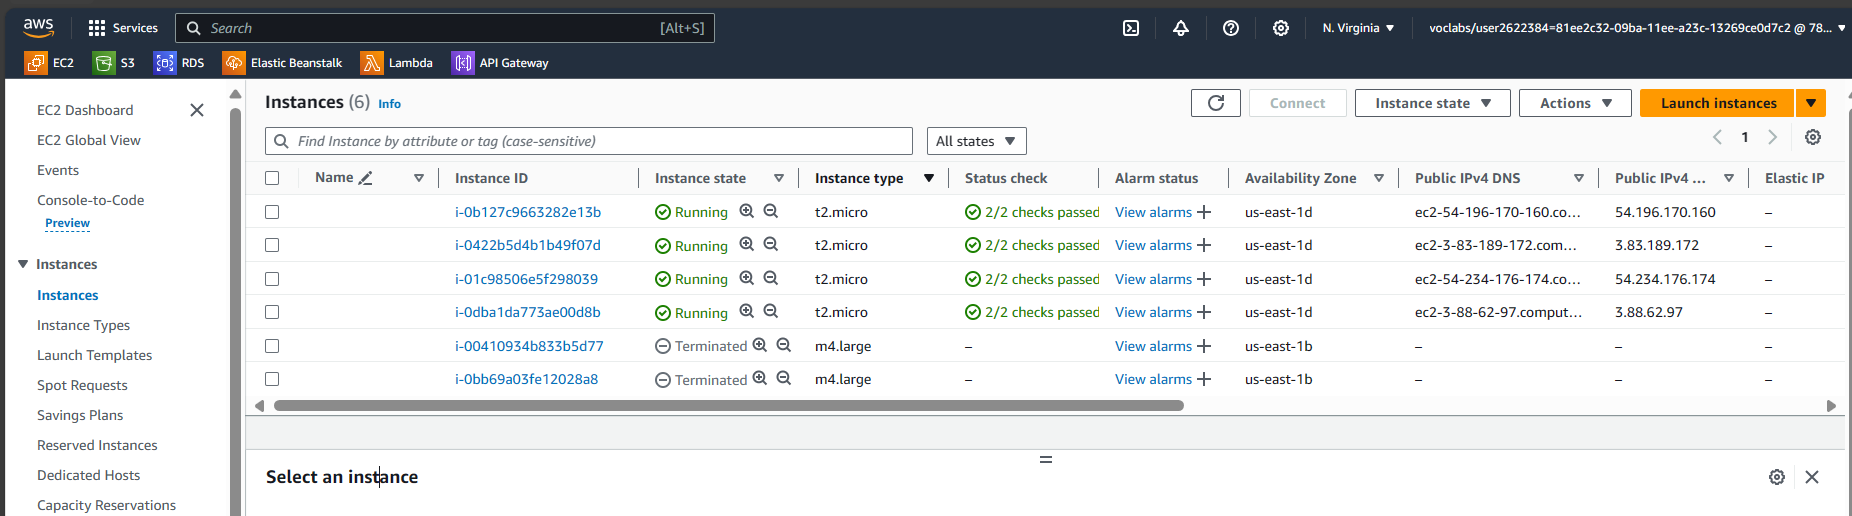 aws Services Search [Alt+S] N. Virginia voclabs/user2622384=81ee2c32-09ba-11ee-a23c-13269ce0d7c2 @ 78...
EC2 S3 RDS Elastic Beanstalk Lambda API Gateway
EC2 Dashboard
EC2 Global View
Events
Console-to-Code
Preview
Instances
Instances
Instance Types
Launch Templates
Spot Requests
Savings Plans
Reserved Instances
Dedicated Hosts
Capacity Reservations
Instances (6) Info Connect Instance state Actions Launch instances
Find Instance by attribute or tag (case-sensitive) All states 1
Name Instance ID Instance state Instance type Status check Alarm status Availability Zone Public IPv4 DNS Public IPv4 ... Elastic IP
i-0b127c9663282e13b Running t2.micro 2/2 checks passed View alarms + us-east-1d ec2-54-196-170-160.co... 54.196.170.160 –
i-0422b5d4b1b49f07d Running t2.micro 2/2 checks passed View alarms + us-east-1d ec2-3-83-189-172.com... 3.83.189.172 –
i-01c98506e5f298039 Running t2.micro 2/2 checks passed View alarms + us-east-1d ec2-54-234-176-174.co... 54.234.176.174 –
i-0dba1da773ae00d8b Running t2.micro 2/2 checks passed View alarms + us-east-1d ec2-3-88-62-97.comput... 3.88.62.97 –
i-00410934b833b5d77 Terminated m4.large – View alarms + us-east-1b – – –
i-0bb69a03fe12028a8 Terminated m4.large – View alarms + us-east-1b – – –
Select an instance